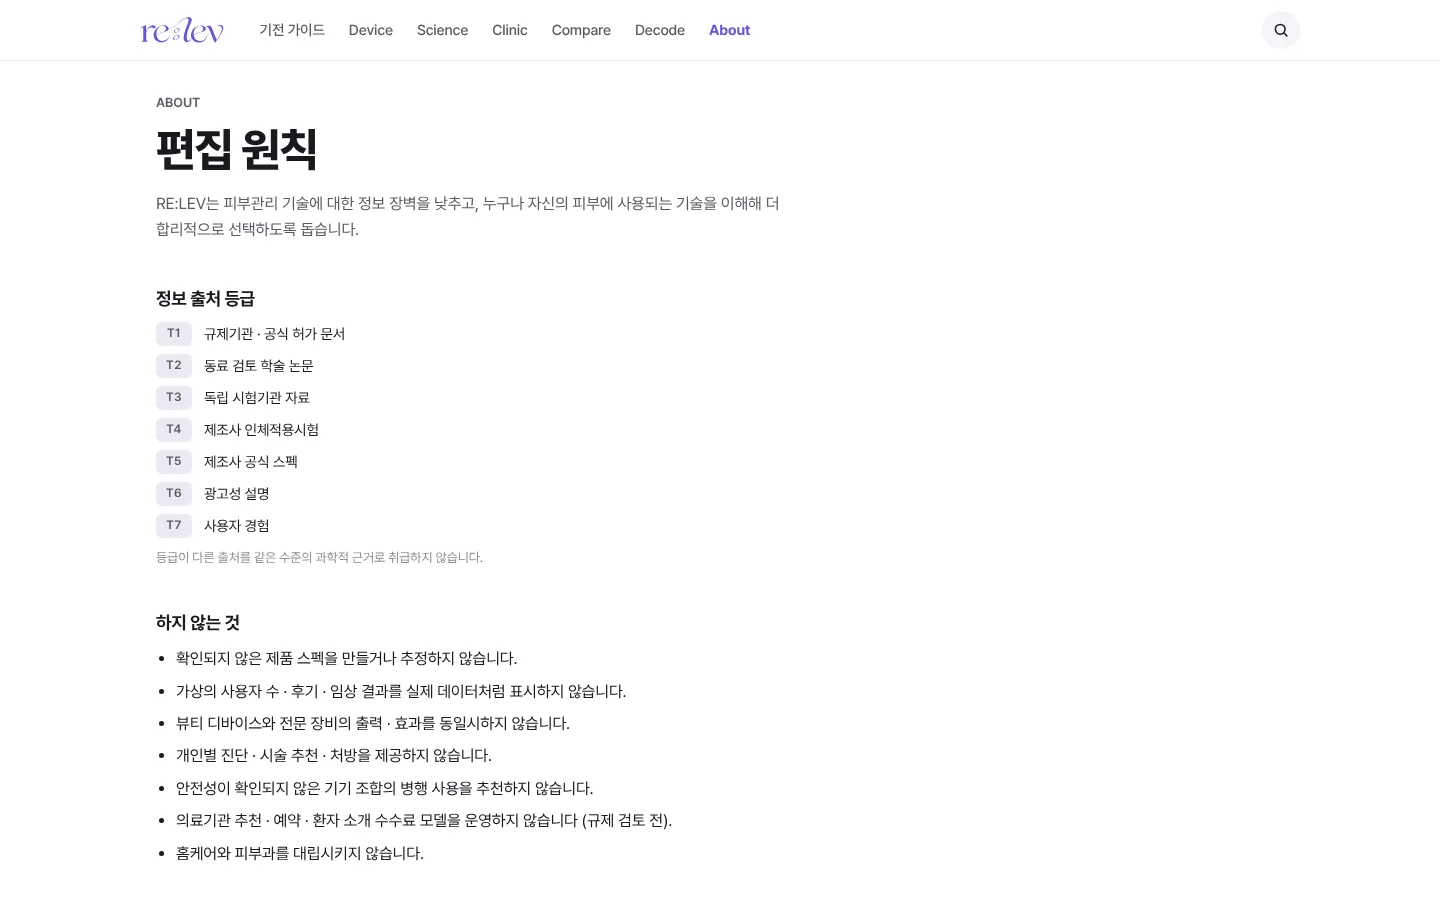 re:lev
기전 가이드
Device
Science
Clinic
Compare
Decode
About
ABOUT
편집 원칙
RE:LEV는 피부관리 기술에 대한 정보 장벽을 낮추고, 누구나 자신의 피부에 사용되는 기술을 이해해 더
합리적으로 선택하도록 돕습니다.
정보 출처 등급
T1 규제기관 · 공식 허가 문서
T2 동료 검토 학술 논문
T3 독립 시험기관 자료
T4 제조사 인체적용시험
T5 제조사 공식 스펙
T6 광고성 설명
T7 사용자 경험
등급이 다른 출처를 같은 수준의 과학적 근거로 취급하지 않습니다.
하지 않는 것
• 확인되지 않은 제품 스펙을 만들거나 추정하지 않습니다.
• 가상의 사용자 수 · 후기 · 임상 결과를 실제 데이터처럼 표시하지 않습니다.
• 뷰티 디바이스와 전문 장비의 출력 · 효과를 동일시하지 않습니다.
• 개인별 진단 · 시술 추천 · 처방을 제공하지 않습니다.
• 안전성이 확인되지 않은 기기 조합의 병행 사용을 추천하지 않습니다.
• 의료기관 추천 · 예약 · 환자 소개 수수료 모델을 운영하지 않습니다 (규제 검토 전).
• 홈케어와 피부과를 대립시키지 않습니다.